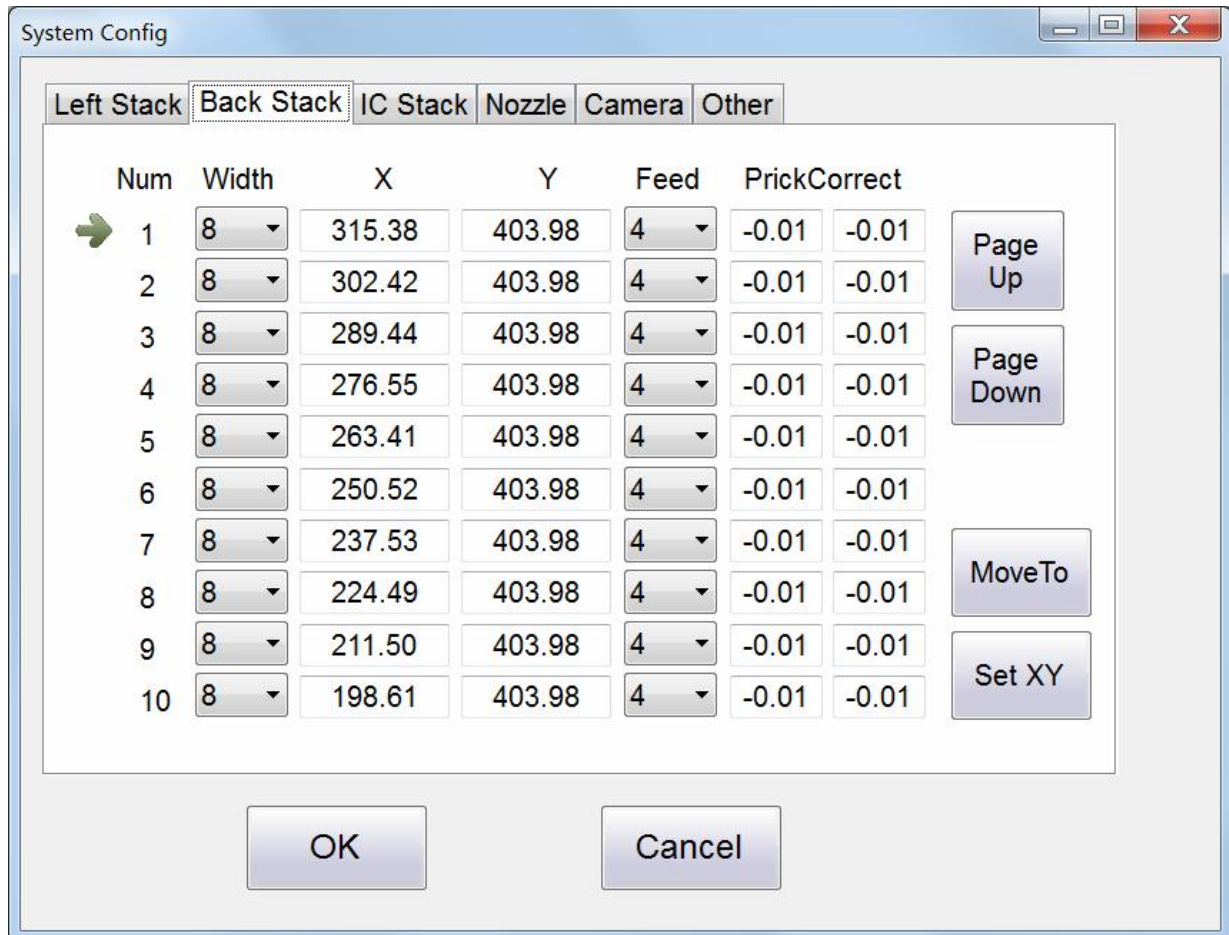 System Config
Left Stack Back Stack IC Stack Nozzle Camera Other
Num Width X Y Feed PrickCorrect
1 8 315.38 403.98 4 -0.01 -0.01
2 8 302.42 403.98 4 -0.01 -0.01
3 8 289.44 403.98 4 -0.01 -0.01
4 8 276.55 403.98 4 -0.01 -0.01
5 8 263.41 403.98 4 -0.01 -0.01
6 8 250.52 403.98 4 -0.01 -0.01
7 8 237.53 403.98 4 -0.01 -0.01
8 8 224.49 403.98 4 -0.01 -0.01
9 8 211.50 403.98 4 -0.01 -0.01
10 8 198.61 403.98 4 -0.01 -0.01
Page
Up
Page
Down
MoveTo
Set XY
OK Cancel